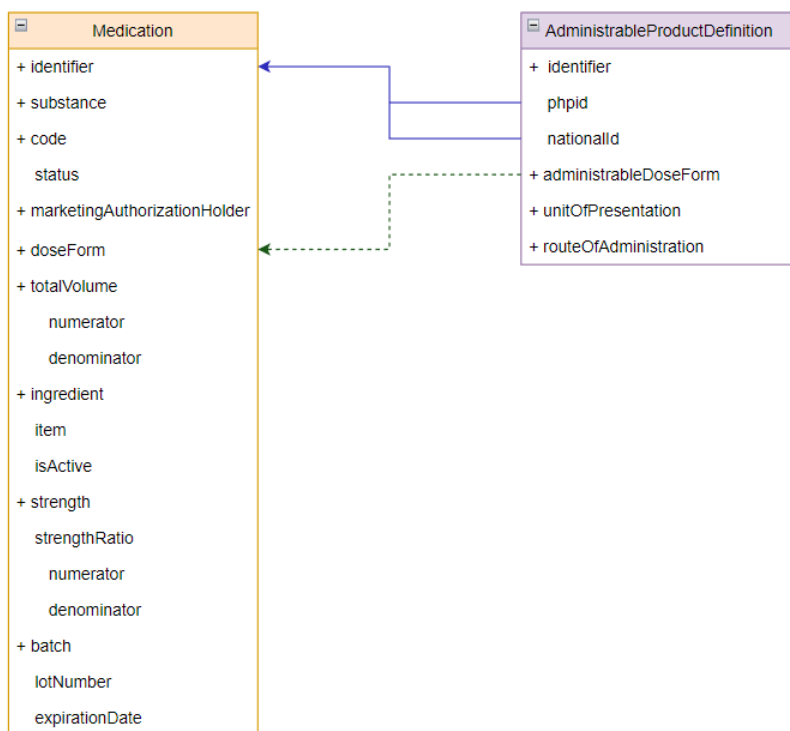 Medication
+ identifier
+ substance
+ code
status
+ marketingAuthorizationHolder
+ doseForm
+ totalVolume
numerator
denominator
+ ingredient
item
isActive
+ strength
strengthRatio
numerator
denominator
+ batch
lotNumber
expirationDate
AdministrableProductDefinition
+ identifier
phpid
nationalId
+ administrableDoseForm
+ unitOfPresentation
+ routeOfAdministration